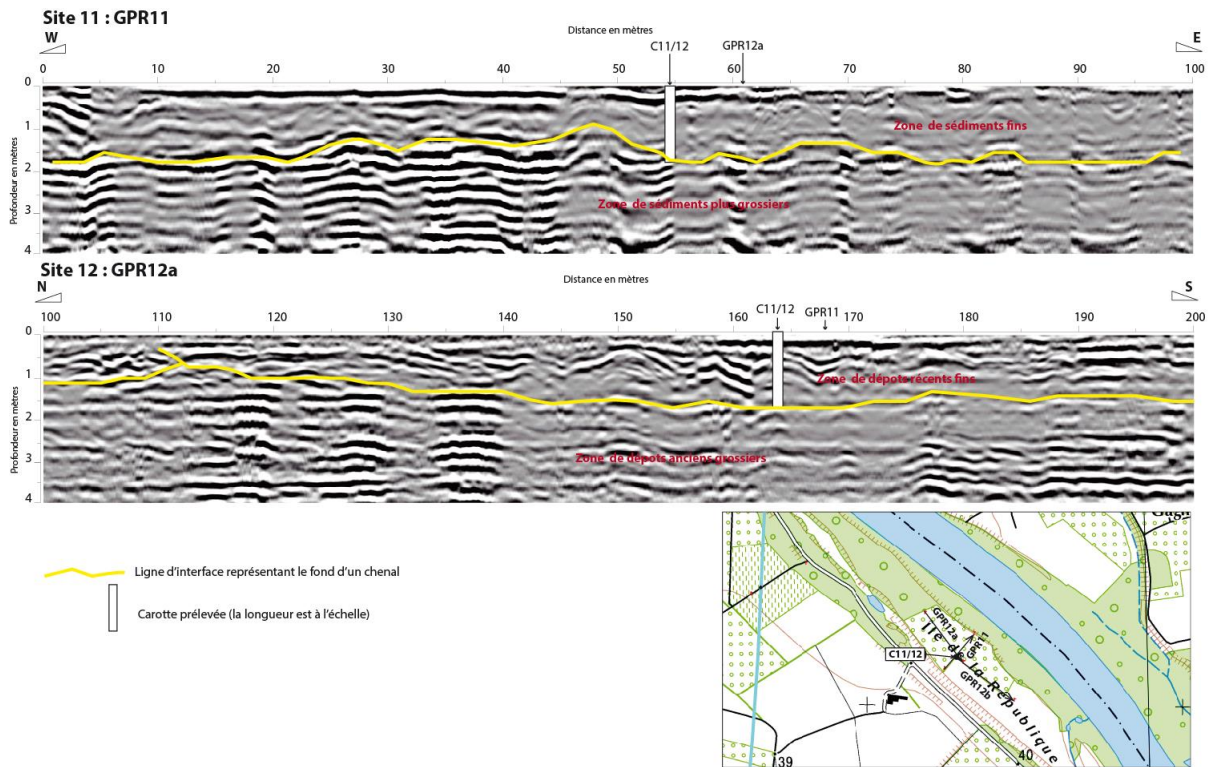 Site 11 : GPR11
W
Distance en mètres
C11/12
GPR12a
E
0 10 20 30 40 50 60 70 80 90 100
Profondeur en mètres
0
1
2
3
4
Zone de sédiments fins
Zone de sédiments plus grossiers
Site 12 : GPR12a
N
Distance en mètres
C11/12
GPR11
S
100 110 120 130 140 150 160 170 180 190 200
Profondeur en mètres
0
1
2
3
4
Zone de dépots récents fins
Zone de dépots anciens grossiers
Ligne d'interface représentant le fond d'un chenal
Carotte prélevée (la longueur est à l'échelle)
GPR12a
GPR11
C11/12
GPR12b
Ile de la République
39
40